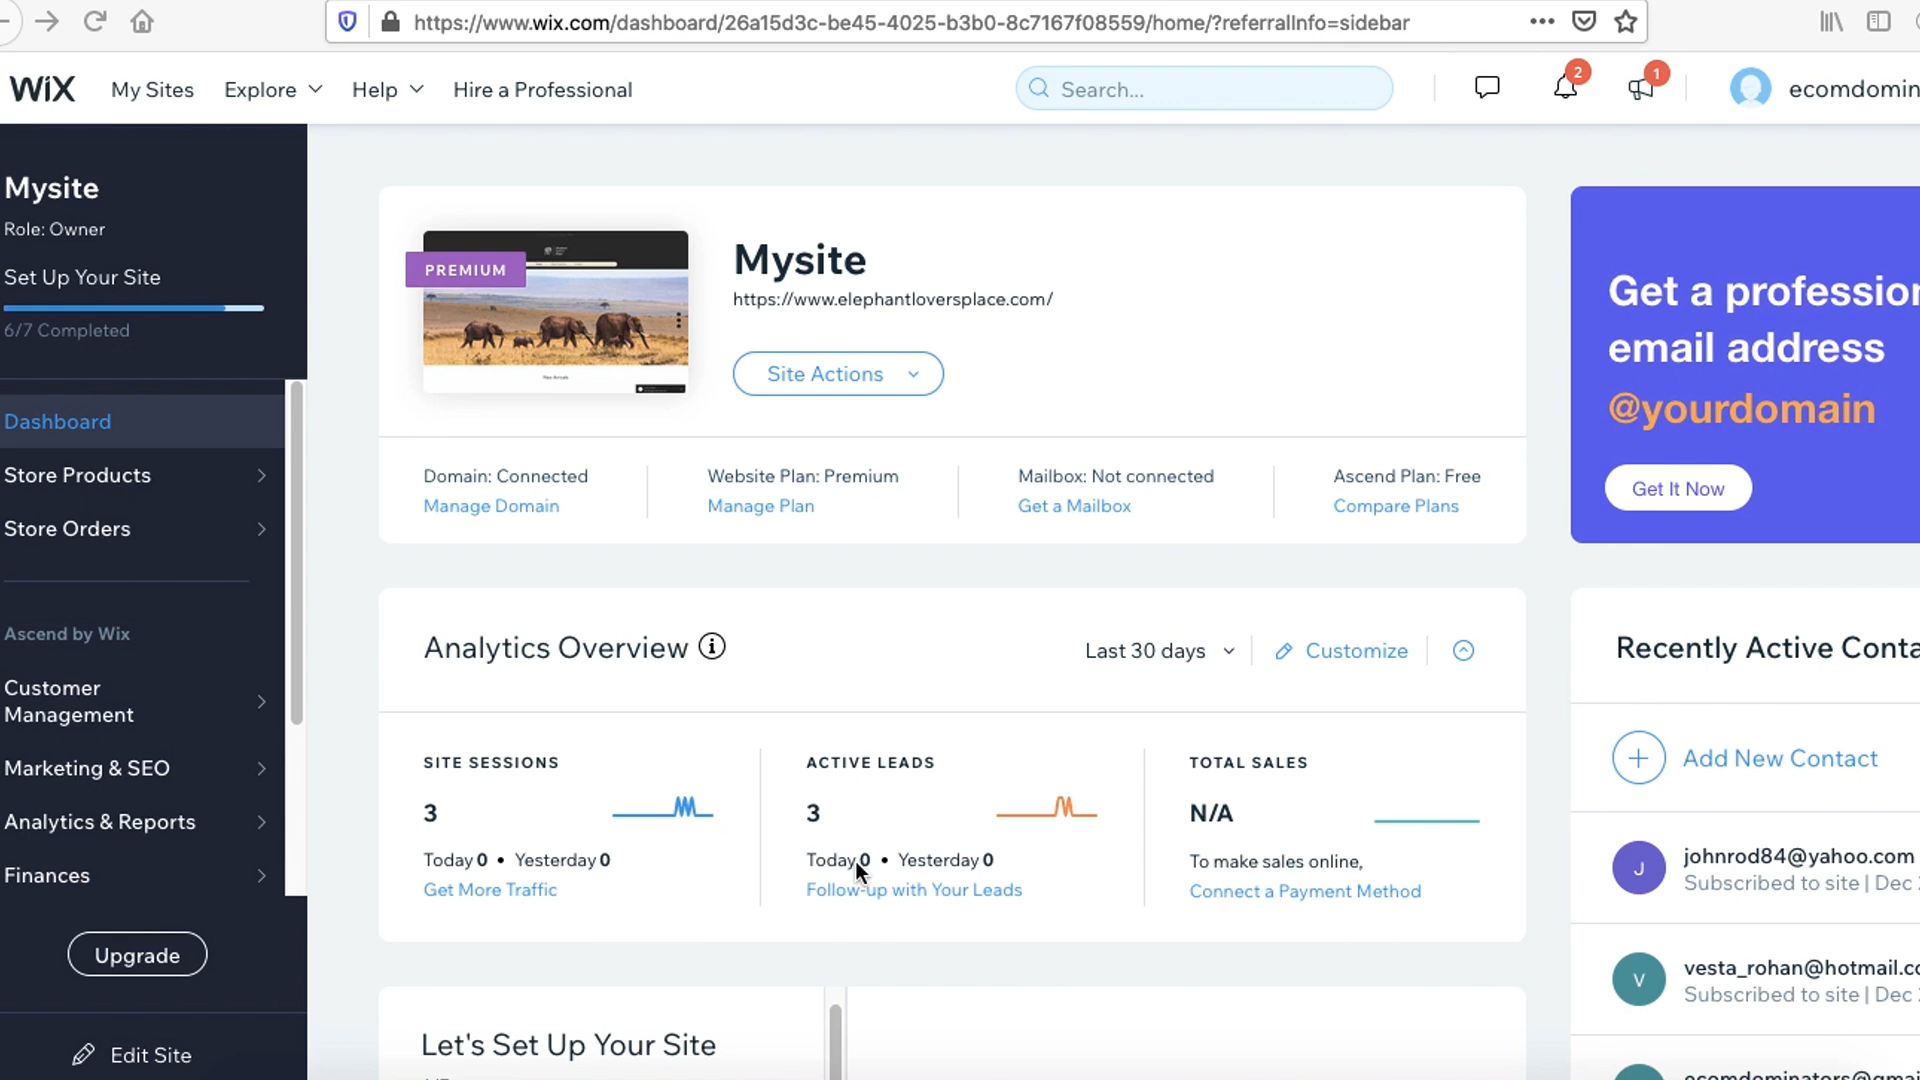 https://www.wix.com/dashboard/26a15d3c-be45-4025-b3b0-8c7167f08559/home/?referralInfo=sidebar
WiX
My Sites
Explore
Help
Hire a Professional
Search...
2
1
ecomdomin
Mysite
Role: Owner
Set Up Your Site
6/7 Completed
Dashboard
Store Products
Store Orders
Ascend by Wix
Customer
Management
Marketing & SEO
Analytics & Reports
Finances
Upgrade
Edit Site
PREMIUM
Mysite
https://www.elephantloversplace.com/
Site Actions
Domain: Connected
Manage Domain
Website Plan: Premium
Manage Plan
Mailbox: Not connected
Get a Mailbox
Ascend Plan: Free
Compare Plans
Get a profession
email address
@yourdomain
Get It Now
Analytics Overview
Last 30 days
Customize
SITE SESSIONS
3
Today 0 • Yesterday 0
Get More Traffic
ACTIVE LEADS
3
Today 0 • Yesterday 0
Follow-up with Your Leads
TOTAL SALES
N/A
To make sales online,
Connect a Payment Method
Recently Active Conta
Add New Contact
J
johnrod84@yahoo.com
Subscribed to site | Dec
V
vesta_rohan@hotmail.co
Subscribed to site | Dec
Let's Set Up Your Site